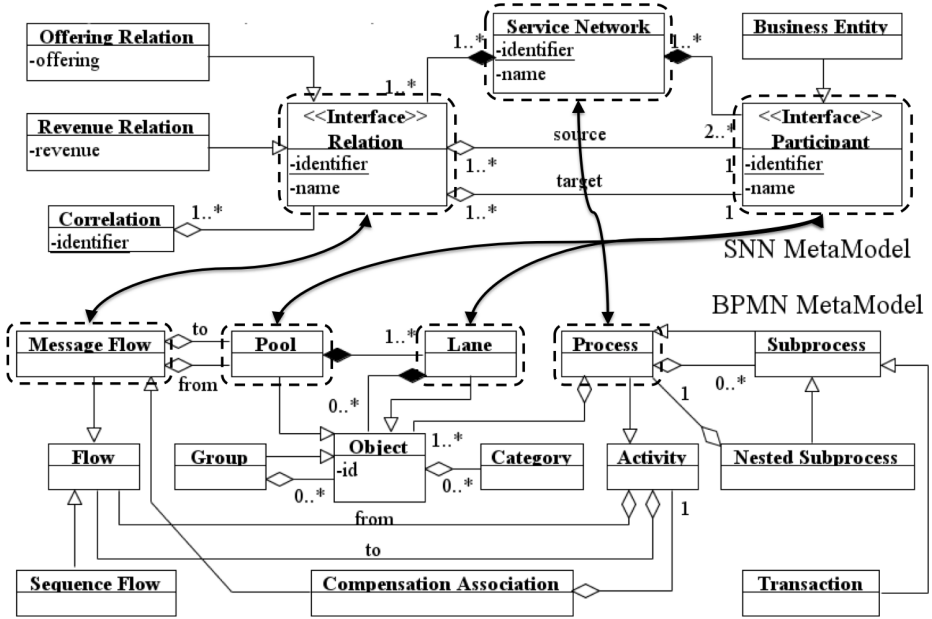 Service Network
-identifier
-name
Offering Relation
-offering
Business Entity
1..*
1..*
1..*
<<Interface>>
Relation
-identifier
-name
<<Interface>>
Participant
-identifier
-name
Revenue Relation
-revenue
2..*
source
1..*
1
target
1..*
1
Correlation
-identifier
1..*
SNN MetaModel
BPMN MetaModel
Message Flow
to
from
Pool
1..*
Lane
Process
Subprocess
0..*
1
0..*
Flow
Group
0..*
Object
-id
1..*
0..*
Category
Activity
Nested Subprocess
1
from
to
Sequence Flow
Compensation Association
Transaction